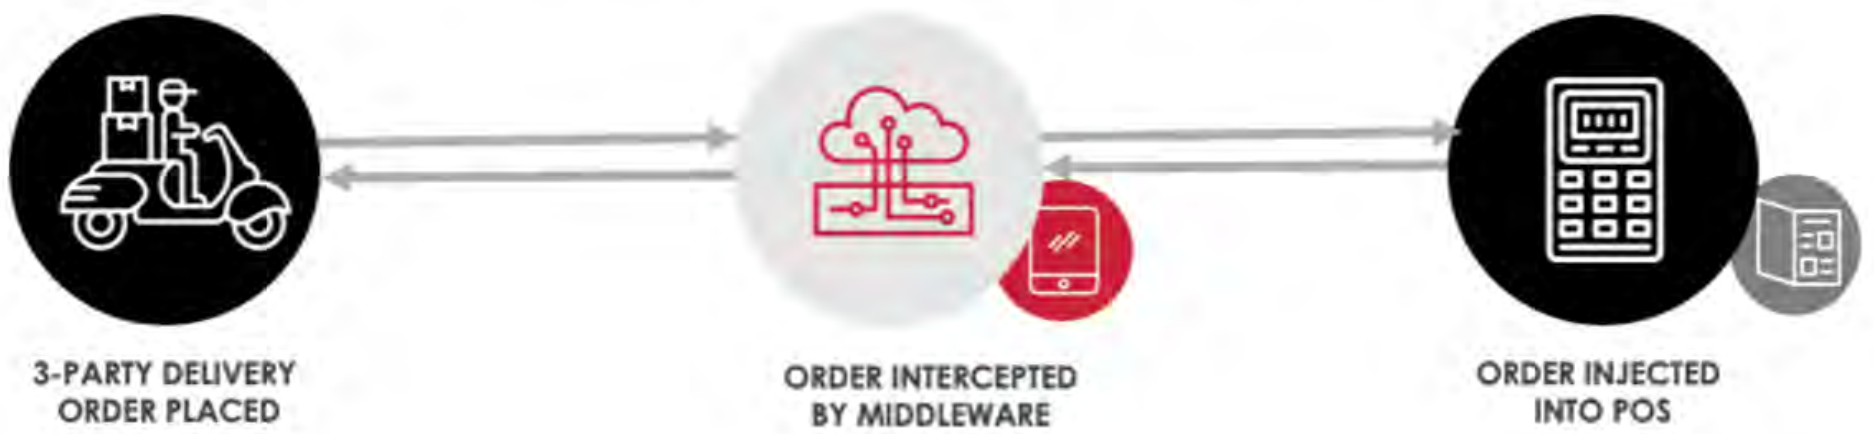 3-PARTY DELIVERY
ORDER PLACED
ORDER INTERCEPTED
BY MIDDLEWARE
ORDER INJECTED
INTO POS